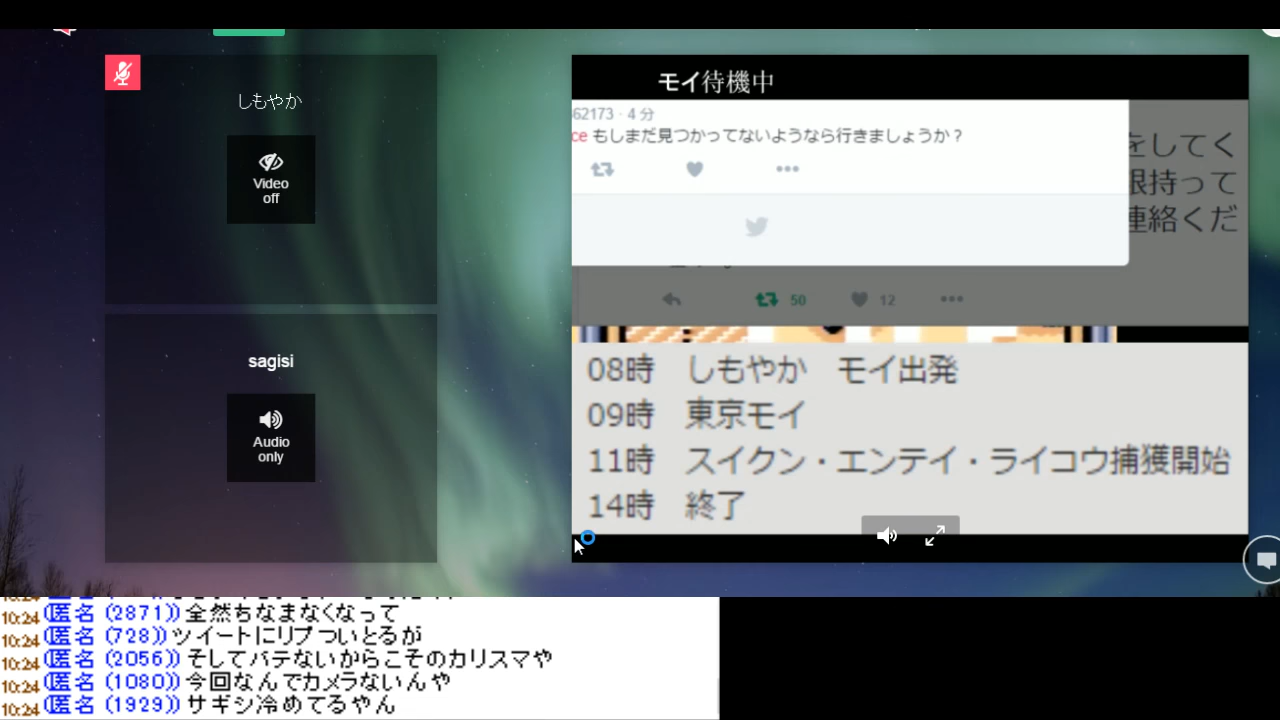 しもやか
Video
off
sagisi
Audio
only
モイ待機中
62173 · 4 分
ce もしまだ見つかってないようなら行きましょうか？
をしてく
限持って
連絡くだ
50
12
08時　しもやか　モイ出発
09時　東京モイ
11時　スイクン・エンテイ・ライコウ捕獲開始
14時　終了
10:24 (匿名 (2871)) 全然ちなまなくなって
10:24 (匿名 (728)) ツイートにリプついとるが
10:24 (匿名 (2056)) そしてバテないからこそのカリスマや
10:24 (匿名 (1080)) 今回なんでカメラないんや
10:24 (匿名 (1929)) サギシ冷めてるやん